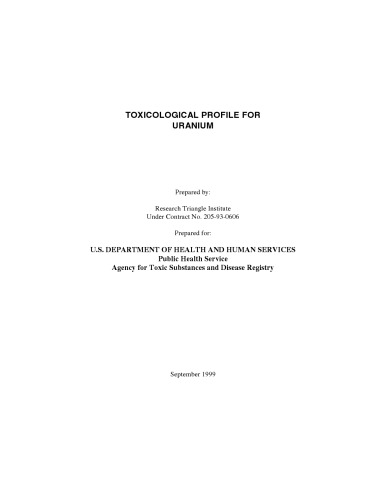 TOXICOLOGICAL PROFILE FOR
URANIUM
Prepared by:
Research Triangle Institute
Under Contract No. 205-93-0606
Prepared for:
U.S. DEPARTMENT OF HEALTH AND HUMAN SERVICES
Public Health Service
Agency for Toxic Substances and Disease Registry
September 1999